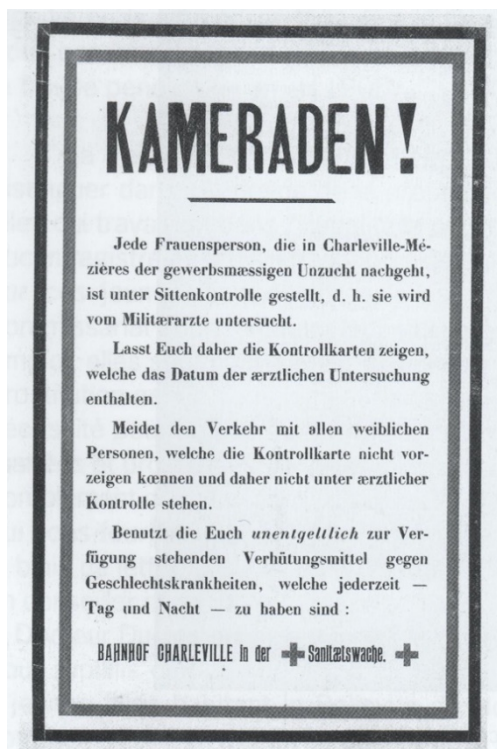 KAMERADEN!
Jede Frauensperson, die in Charleville-Mé-
zières der gewerbsmæssigen Unzucht nachgeht,
ist unter Sittenkontrolle gestellt, d. h. sie wird
vom Militærarzte untersucht.
Lasst Euch daher die Kontrollkarten zeigen,
welche das Datum der ærztlichen Untersuchung
enthalten.
Meidet den Verkehr mit allen weiblichen
Personen, welche die Kontrollkarte nicht vor-
zeigen kœnnen und daher nicht unter ærztlicher
Kontrolle stehen.
Benutzt die Euch unentgeltlich zur Ver-
fügung stehenden Verhütungsmittel gegen
Geschlechtskrankheiten, welche jederzeit —
Tag und Nacht — zu haben sind :
BAHNHOF CHARLEVILLE in der Sanitætswache.